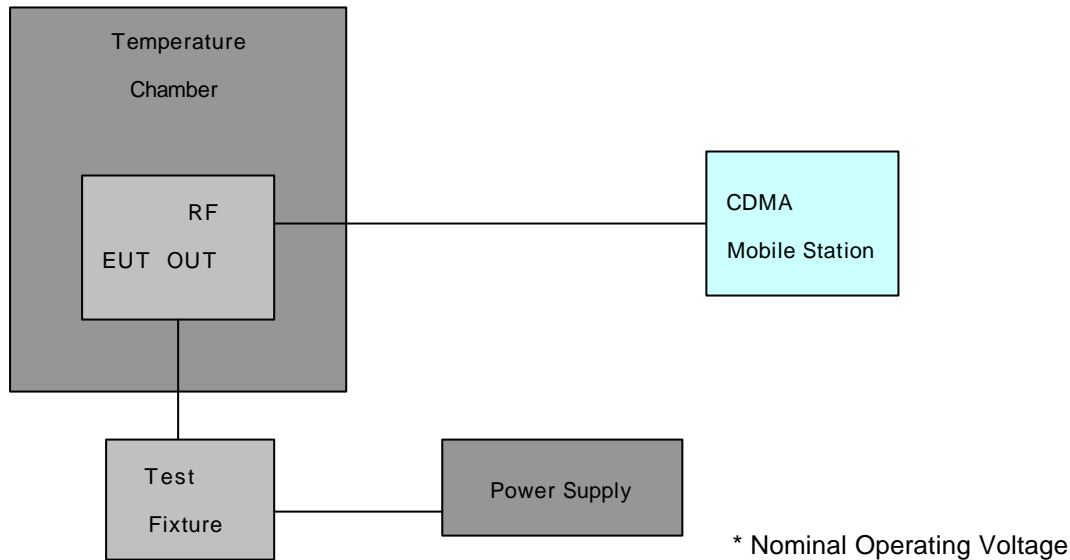 Temperature
Chamber
RF
EUT OUT
CDMA
Mobile Station
Test
Fixture
Power Supply
* Nominal Operating Voltage